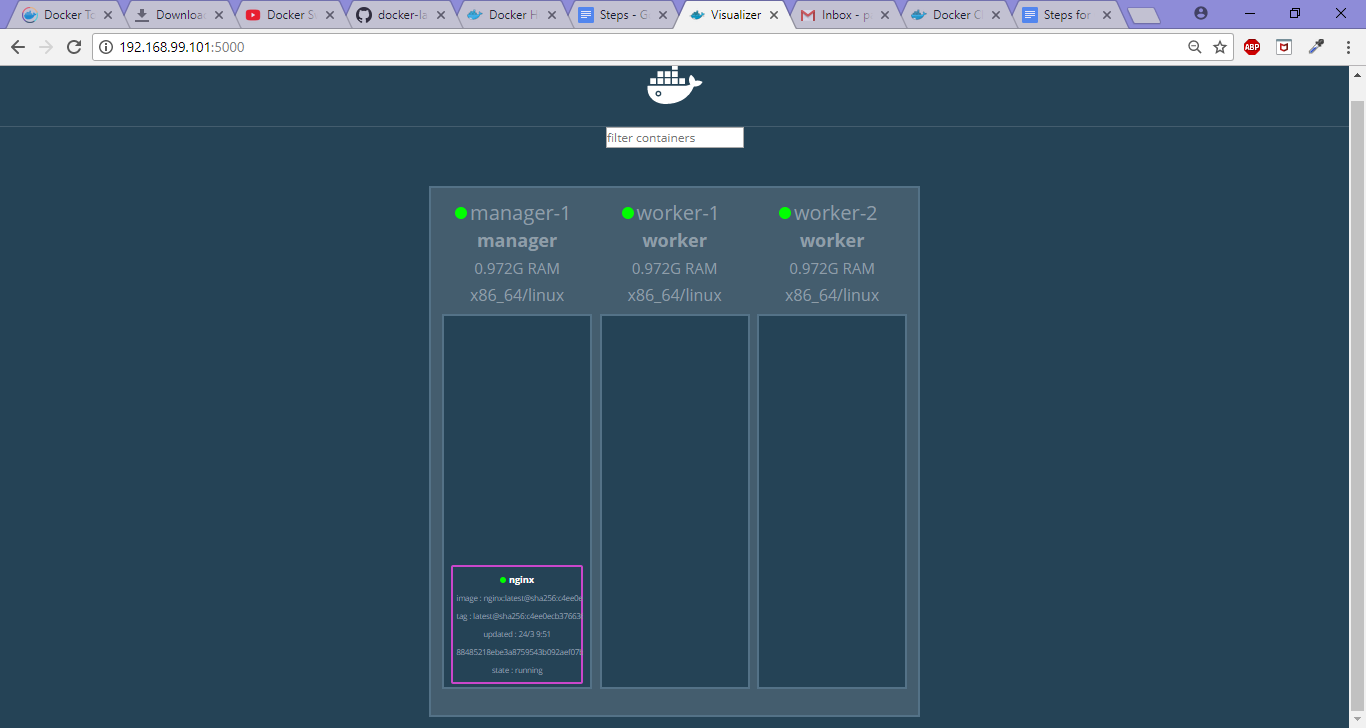 Docker To
Downloa
Docker S
docker-la
Docker H
Steps - G
Visualizer
Inbox - p
Docker C
Steps for
192.168.99.101:5000
ABP
filter containers
manager-1
manager
0.972G RAM
x86_64/linux
worker-1
worker
0.972G RAM
x86_64/linux
worker-2
worker
0.972G RAM
x86_64/linux
nginx
image : nginx:latest@sha256:c4ee0e
tag : latest@sha256:c4ee0ecb37663
updated : 24/3 9:51
88485218ebe3a8759543b092aef07
state : running